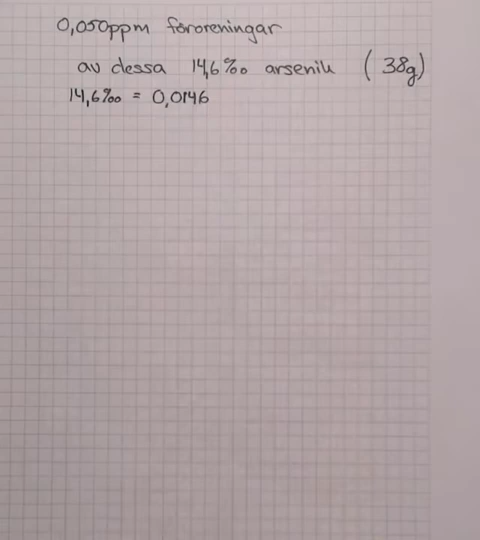 0,050ppm föroreningar
av dessa 14,6‰ arsenik (38g)
14,6‰ = 0,0146